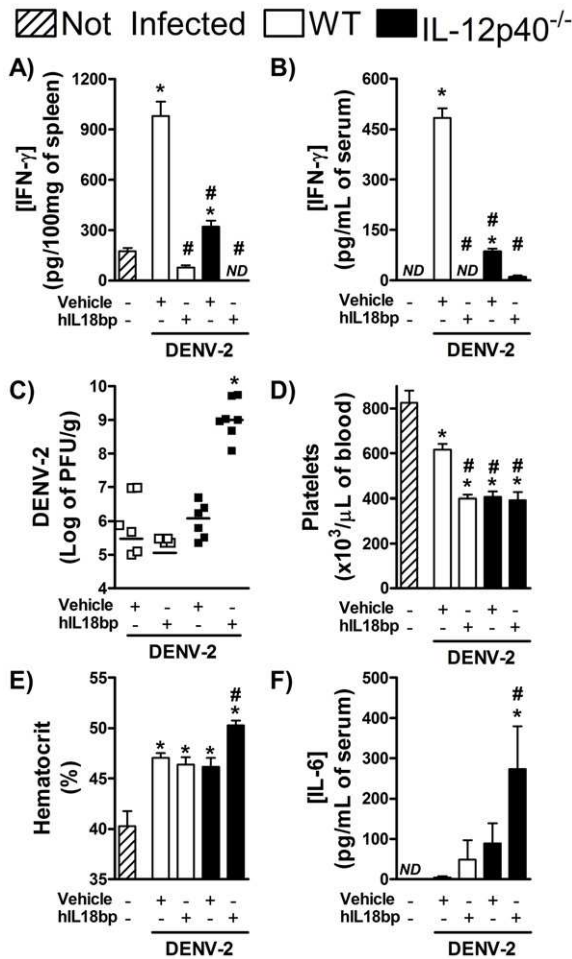 Not Infected WT IL-12p40-/-
A)
[IFN-γ]
(pg/100mg of spleen)
1200
900
600
300
0
*
#
#
*
#
ND
Vehicle - + - + -
hIL18bp - - + - +
DENV-2
B)
[IFN-γ]
(pg/mL of serum)
600
450
300
150
0
ND
*
#
ND
#
*
#
Vehicle - + - + -
hIL18bp - - + - +
DENV-2
C)
DENV-2
(Log of PFU/g)
11
10
9
8
7
6
5
4
*
Vehicle + - + -
hIL18bp - + - +
DENV-2
D)
Platelets
(x10³/µL of blood)
800
600
400
200
0
*
#
*
#
*
#
*
Vehicle - + - + -
hIL18bp - - + - +
DENV-2
E)
Hematocrit
(%)
55
50
45
40
35
*
*
*
#
*
Vehicle - + - + -
hIL18bp - - + - +
DENV-2
F)
[IL-6]
(pg/mL of serum)
500
400
300
200
100
0
ND
#
*
Vehicle - + - + -
hIL18bp - - + - +
DENV-2